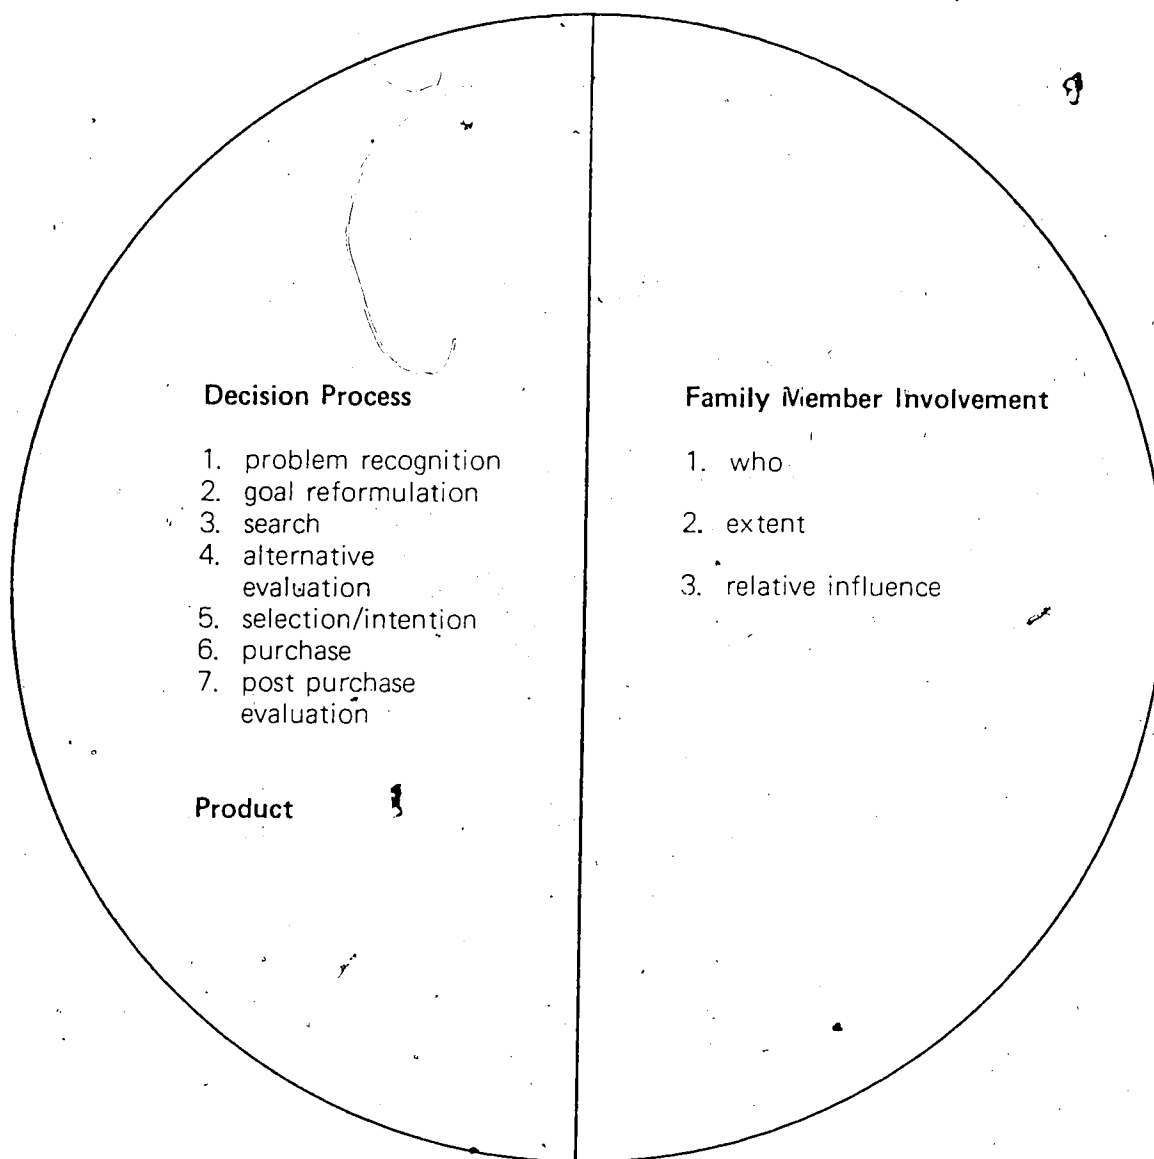 Decision Process
1. problem recognition
2. goal reformulation
3. search
4. alternative
evaluation
5. selection/intention
6. purchase
7. post purchase
evaluation
Product
Family Member Involvement
1. who
2. extent
3. relative influence